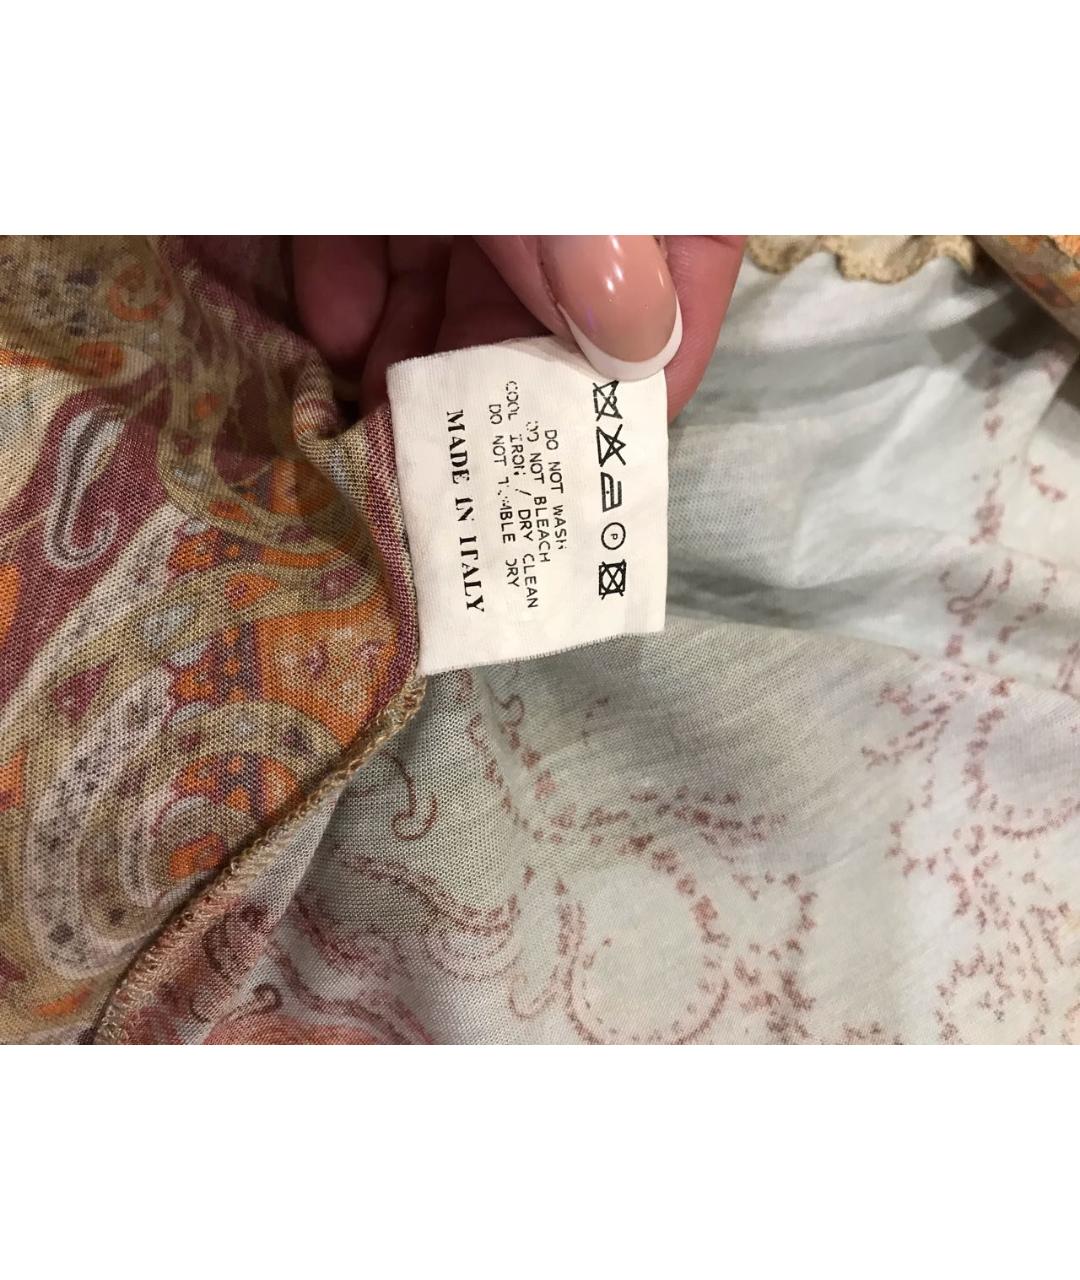 P
DO NOT WASH
DO NOT BLEACH
COOL IRON / DRY CLEAN
DO NOT TUMBLE DRY
MADE IN ITALY